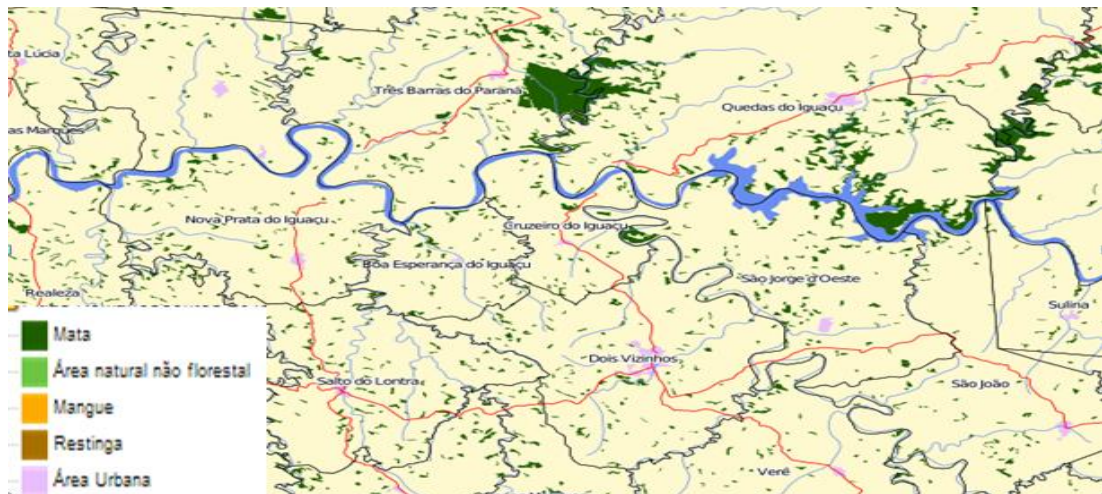 ta Lúcia
Três Barras do Paraná
Quedas do Iguaçu
as Marques
Nova Prata do Iguaçu
Cruzeiro do Iguaçu
Boa Esperança do Iguaçu
São Jorge d'Oeste
Realeza
Sulina
Dois Vizinhos
Salto do Lontra
São João
Verê
Mata
Área natural não florestal
Mangue
Restinga
Área Urbana